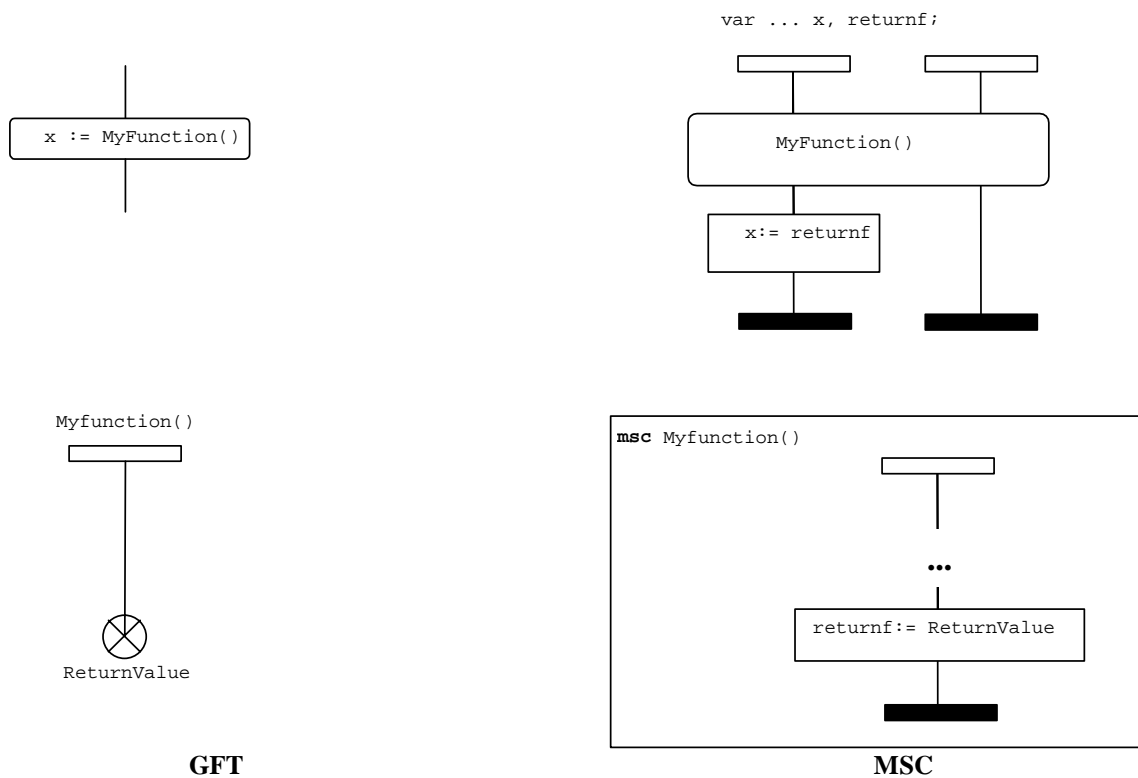 var ... x, returnf;
x := MyFunction()
MyFunction()
x:= returnf
Myfunction()
msc Myfunction()
...
returnf:= ReturnValue
ReturnValue
GFT
MSC